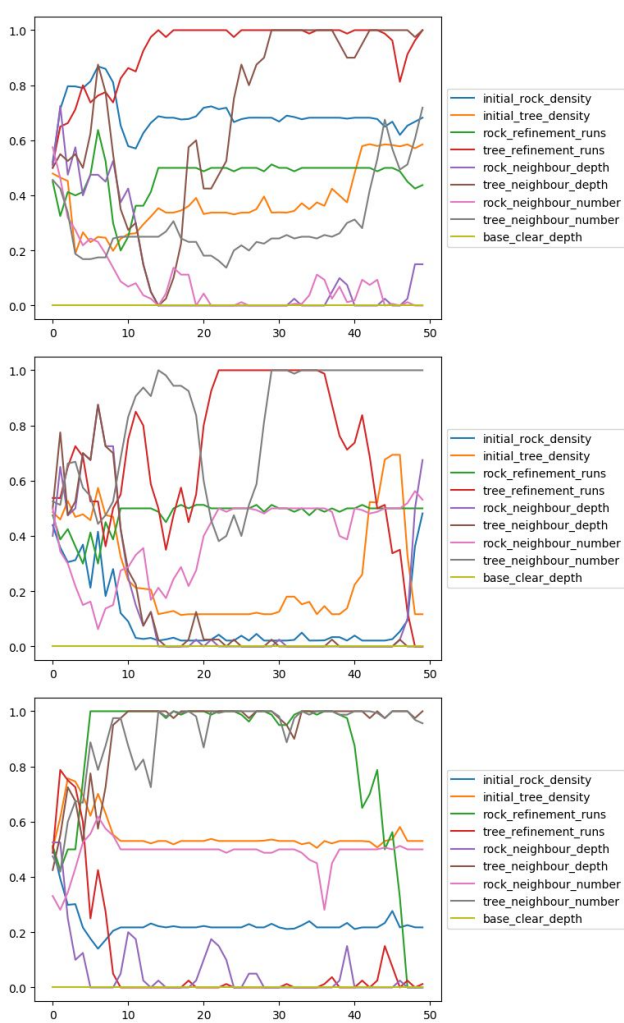 1.0
0.8
0.6
0.4
0.2
0.0
0 10 20 30 40 50
initial_rock_density
initial_tree_density
rock_refinement_runs
tree_refinement_runs
rock_neighbour_depth
tree_neighbour_depth
rock_neighbour_number
tree_neighbour_number
base_clear_depth
1.0
0.8
0.6
0.4
0.2
0.0
0 10 20 30 40 50
initial_rock_density
initial_tree_density
rock_refinement_runs
tree_refinement_runs
rock_neighbour_depth
tree_neighbour_depth
rock_neighbour_number
tree_neighbour_number
base_clear_depth
1.0
0.8
0.6
0.4
0.2
0.0
0 10 20 30 40 50
initial_rock_density
initial_tree_density
rock_refinement_runs
tree_refinement_runs
rock_neighbour_depth
tree_neighbour_depth
rock_neighbour_number
tree_neighbour_number
base_clear_depth